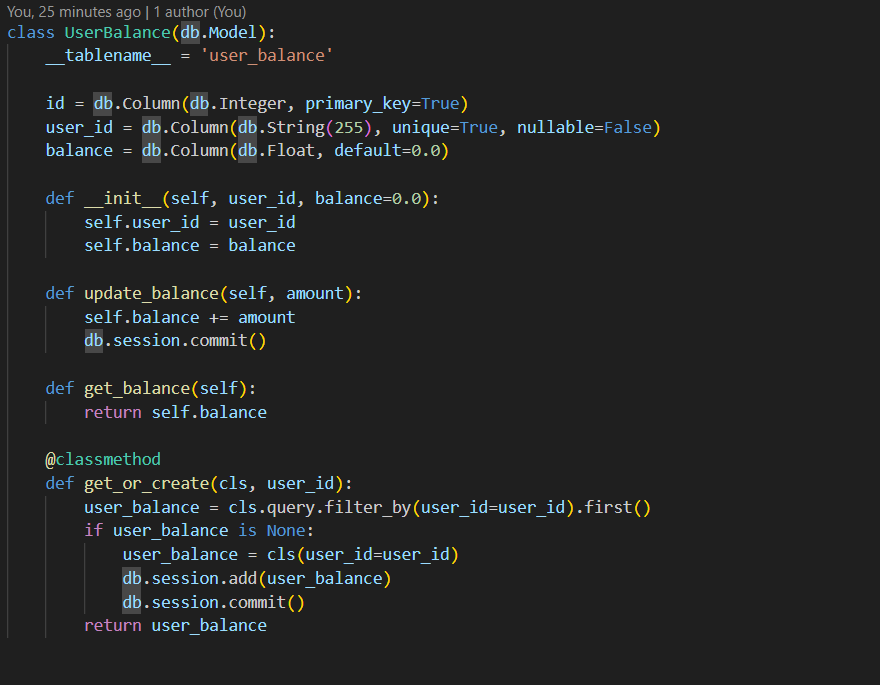 You, 25 minutes ago | 1 author (You)
class UserBalance(db.Model):
    __tablename__ = 'user_balance'

    id = db.Column(db.Integer, primary_key=True)
    user_id = db.Column(db.String(255), unique=True, nullable=False)
    balance = db.Column(db.Float, default=0.0)

    def __init__(self, user_id, balance=0.0):
        self.user_id = user_id
        self.balance = balance

    def update_balance(self, amount):
        self.balance += amount
        db.session.commit()

    def get_balance(self):
        return self.balance

    @classmethod
    def get_or_create(cls, user_id):
        user_balance = cls.query.filter_by(user_id=user_id).first()
        if user_balance is None:
            user_balance = cls(user_id=user_id)
            db.session.add(user_balance)
            db.session.commit()
        return user_balance